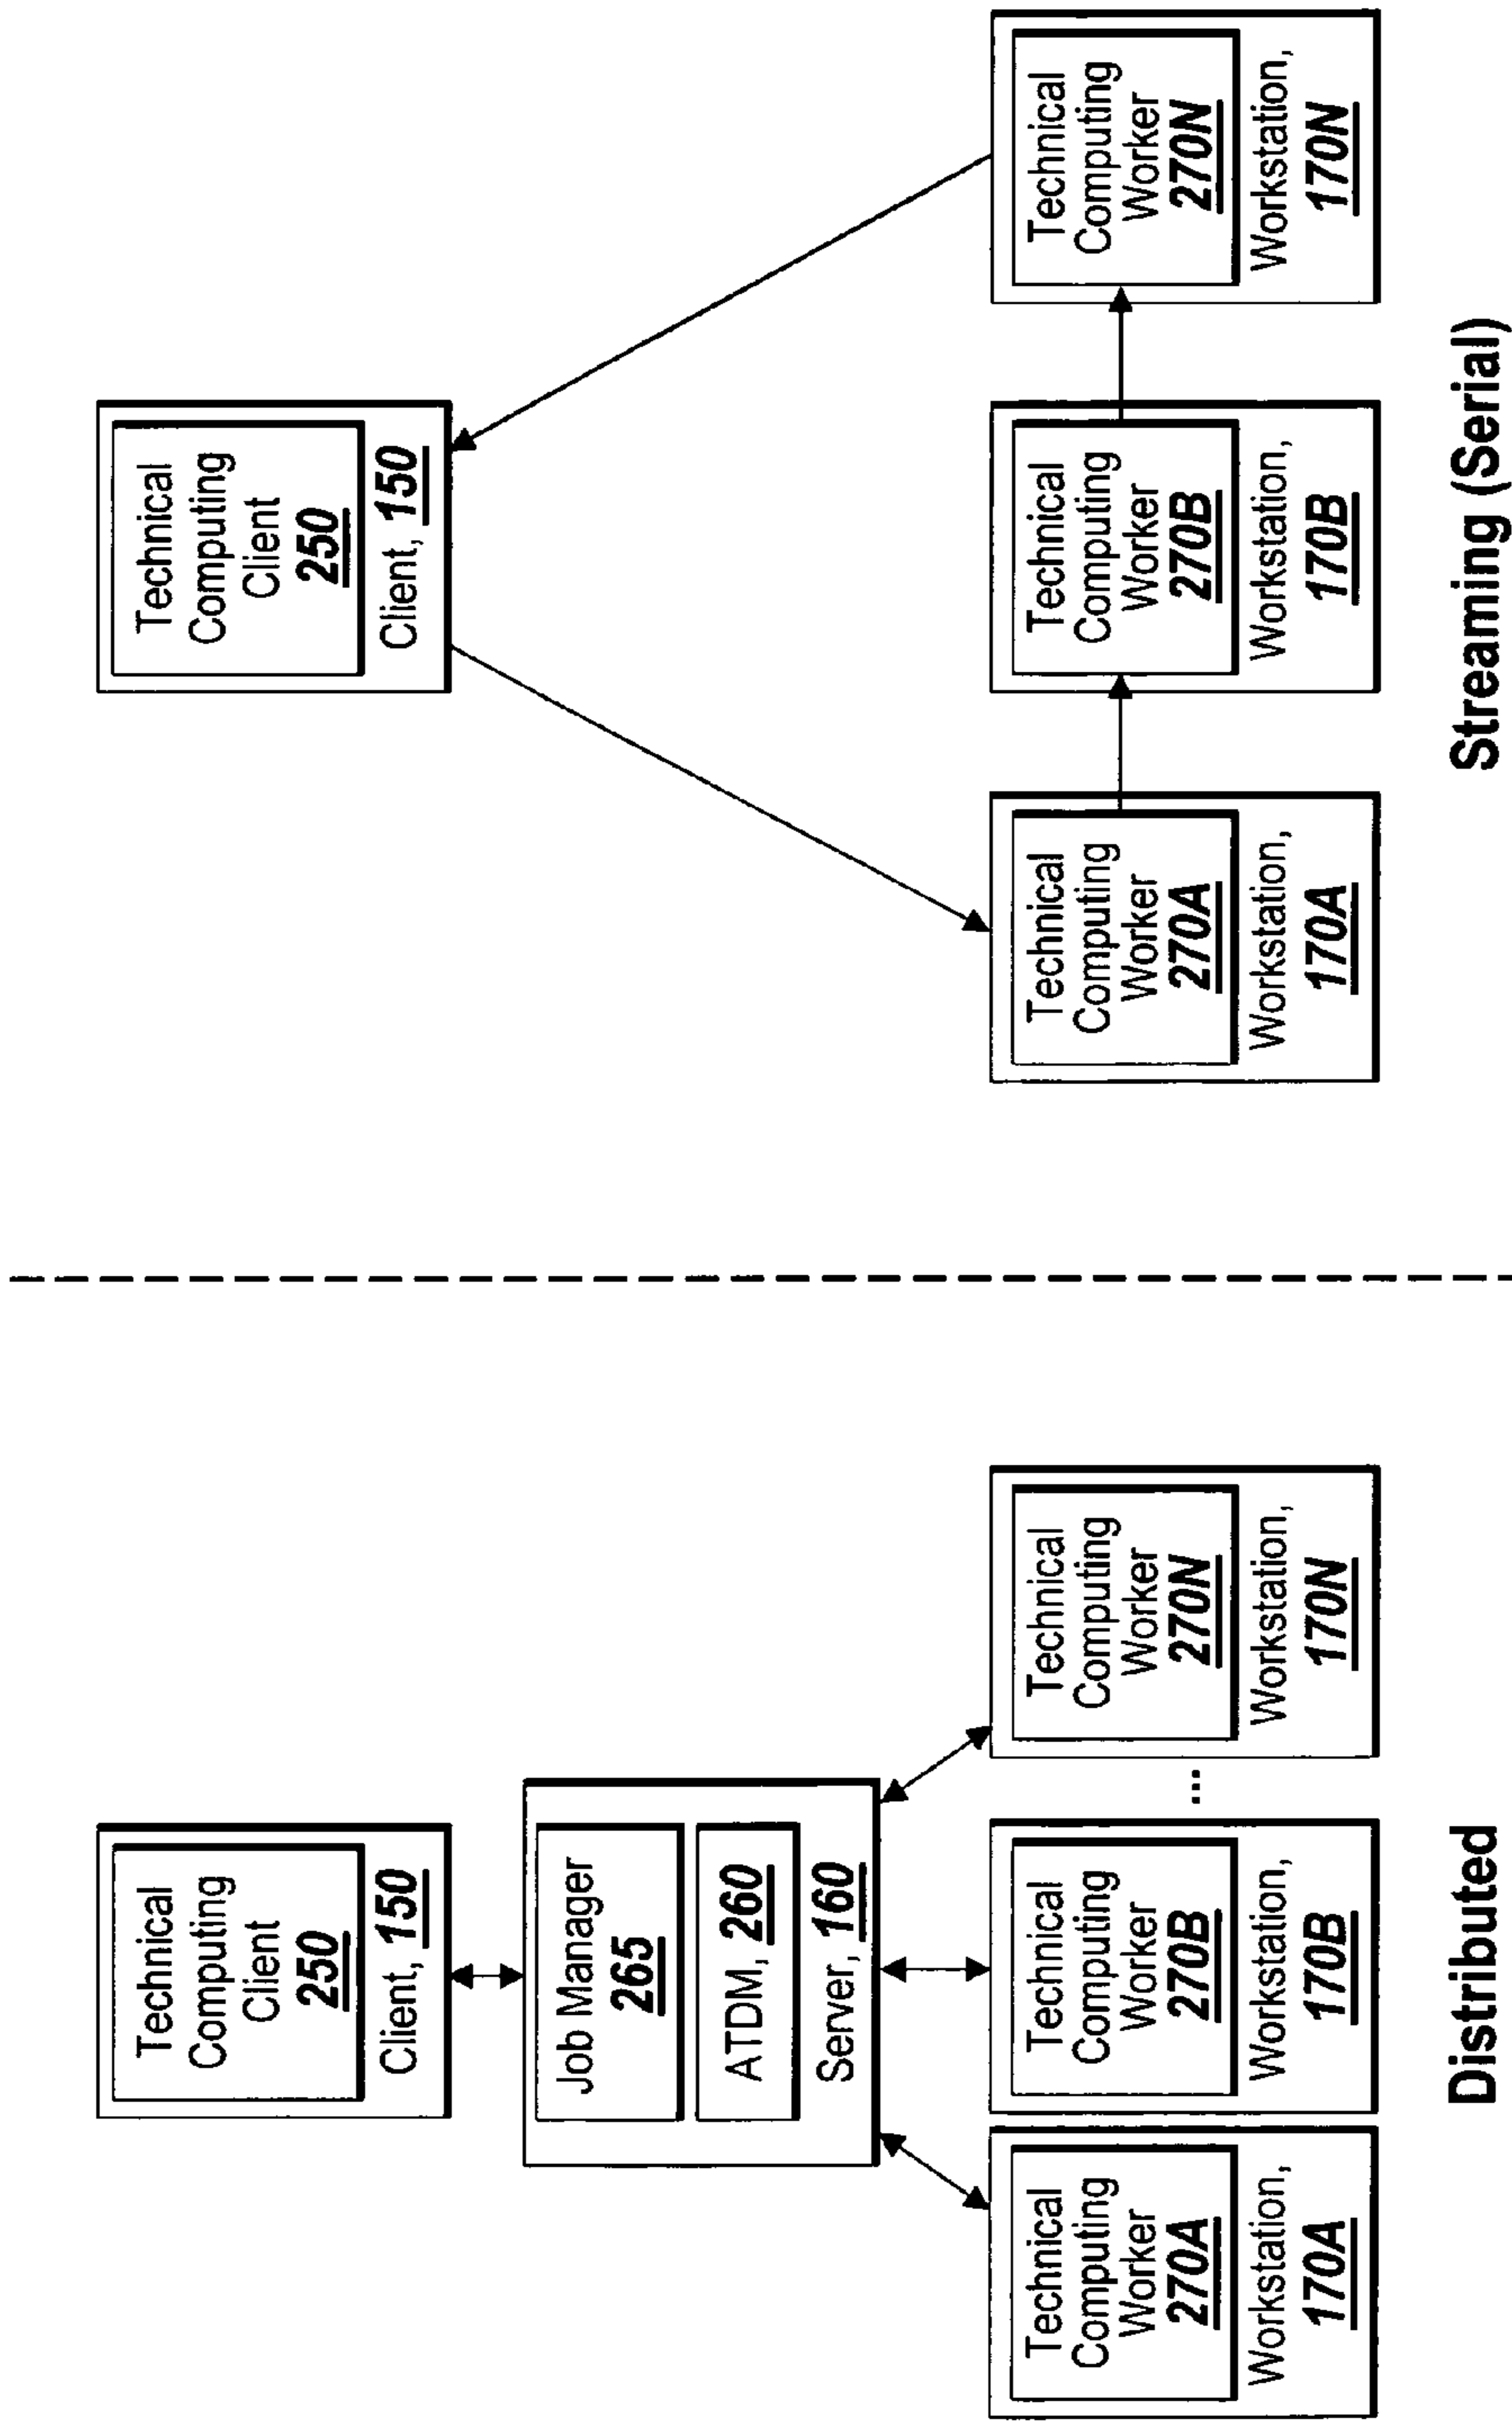 Technical
Computing
Client
250
Client, 150
Job Manager
265
ATDM, 260
Server, 160
Technical
Computing
Worker
270A
Workstation,
170A
Technical
Computing
Worker
270B
Workstation,
170B
...
Technical
Computing
Worker
270N
Workstation,
170N
Distributed
Technical
Computing
Client
250
Client, 150
Technical
Computing
Worker
270A
Workstation,
170A
Technical
Computing
Worker
270B
Workstation,
170B
Technical
Computing
Worker
270N
Workstation,
170N
Streaming (Serial)